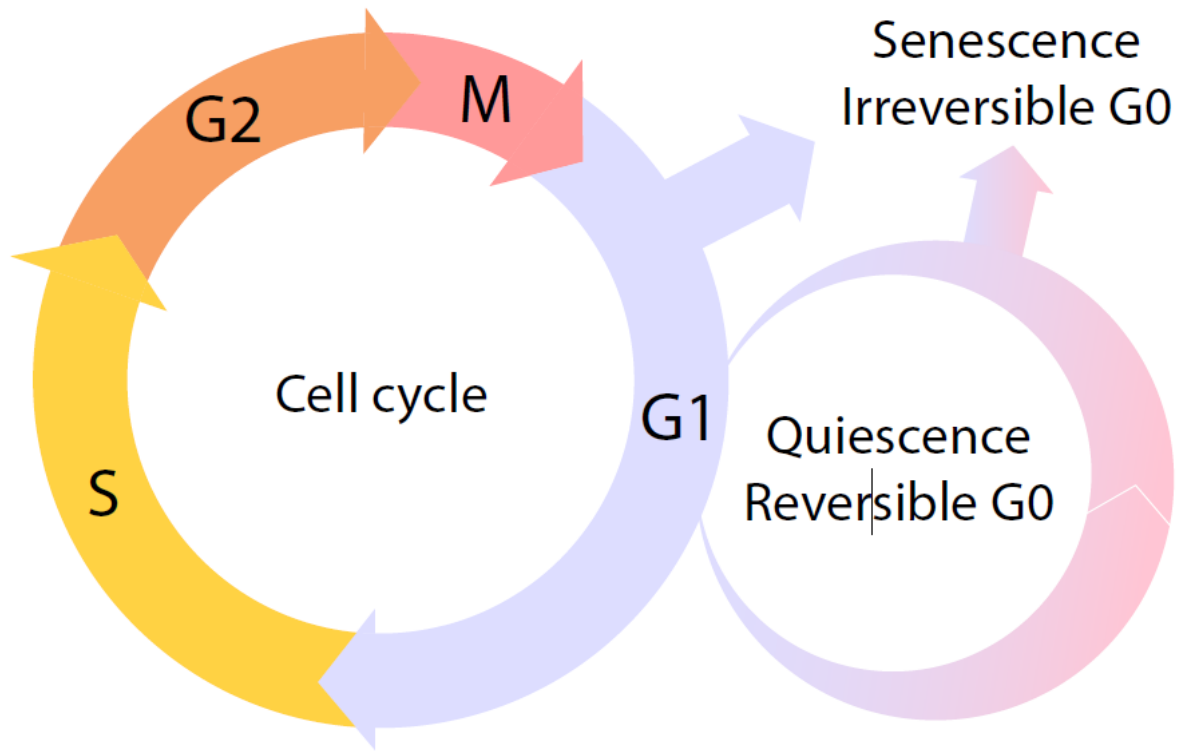 G2
M
Senescence
Irreversible G0
Cell cycle
G1
Quiescence
Reversible G0
S